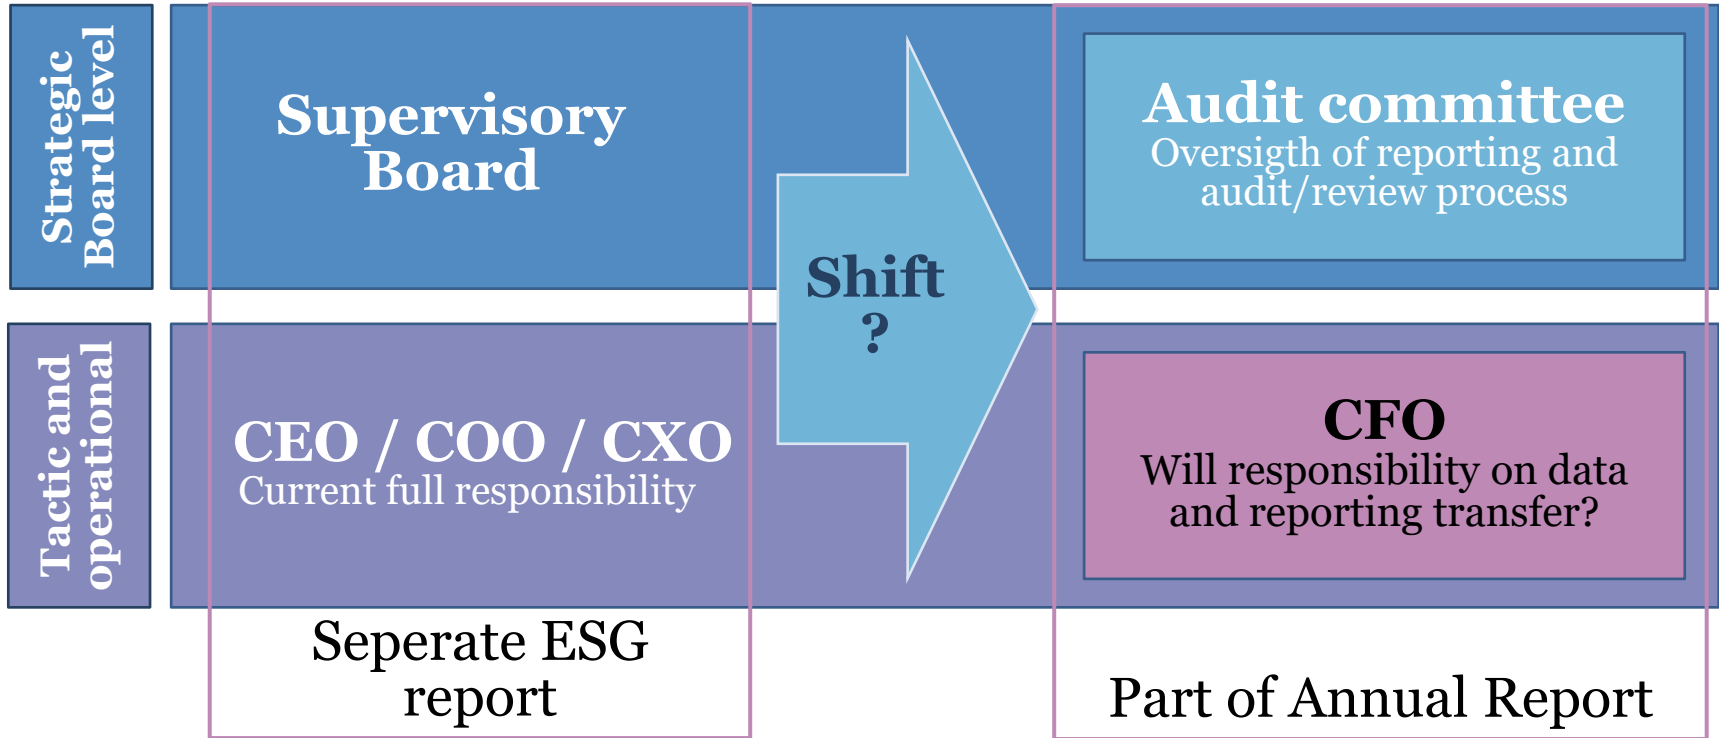 Strategic
Board level
Supervisory
Board
Shift
?
Audit committee
Oversigth of reporting and
audit/review process
Tactic and
operational
CEO / COO / CXO
Current full responsibility
CFO
Will responsibility on data
and reporting transfer?
Seperate ESG
report
Part of Annual Report